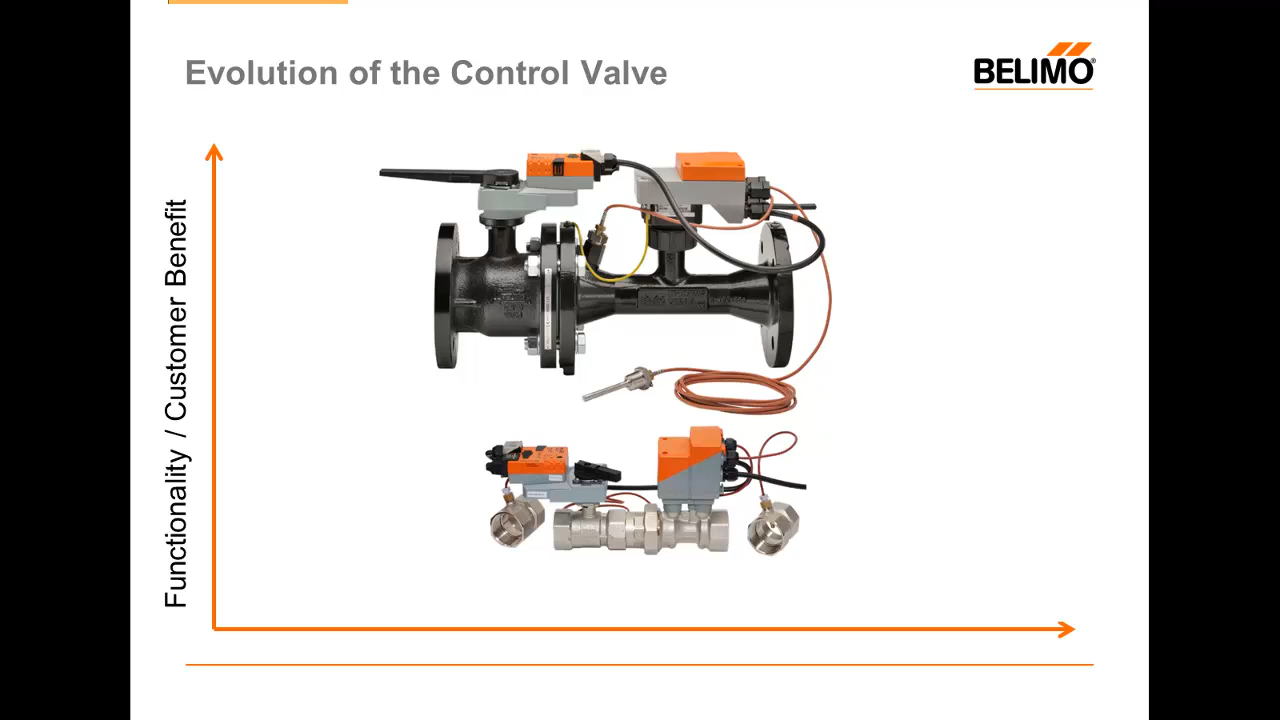 Evolution of the Control Valve
BELIMO®
Functionality / Customer Benefit